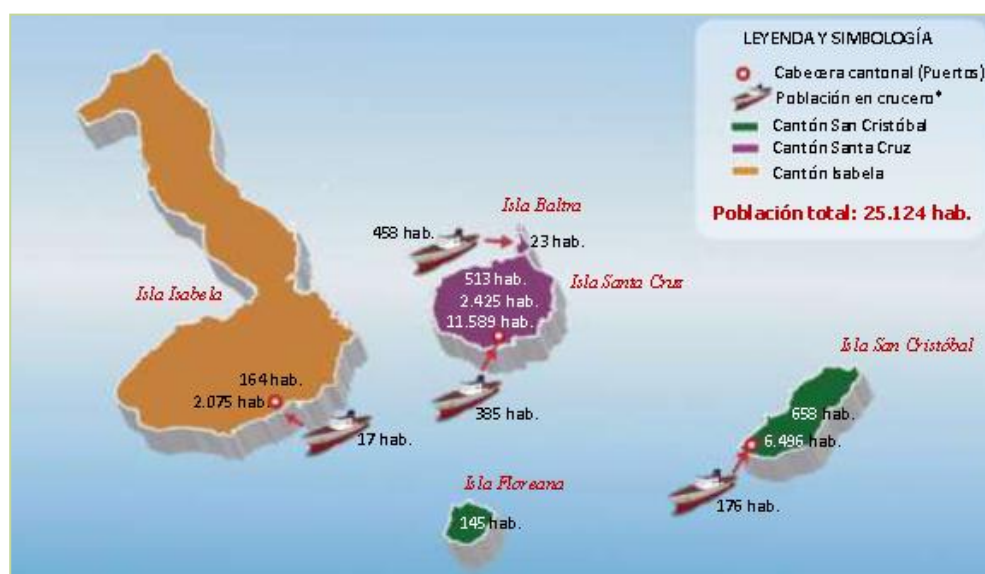 LEYENDA Y SIMBOLOGÍA
Cabecera cantonal (Puertos)
Población en crucero*
Cantón San Cristóbal
Cantón Santa Cruz
Cantón Isabela
Población total: 25.124 hab.
Isla Baltra
458 hab.
23 hab.
Isla Santa Cruz
513 hab.
2.425 hab.
11.589 hab.
385 hab.
Isla Isabela
164 hab.
2.075 hab.
17 hab.
Isla San Cristóbal
658 hab.
6.496 hab.
176 hab.
Isla Floreana
145 hab.